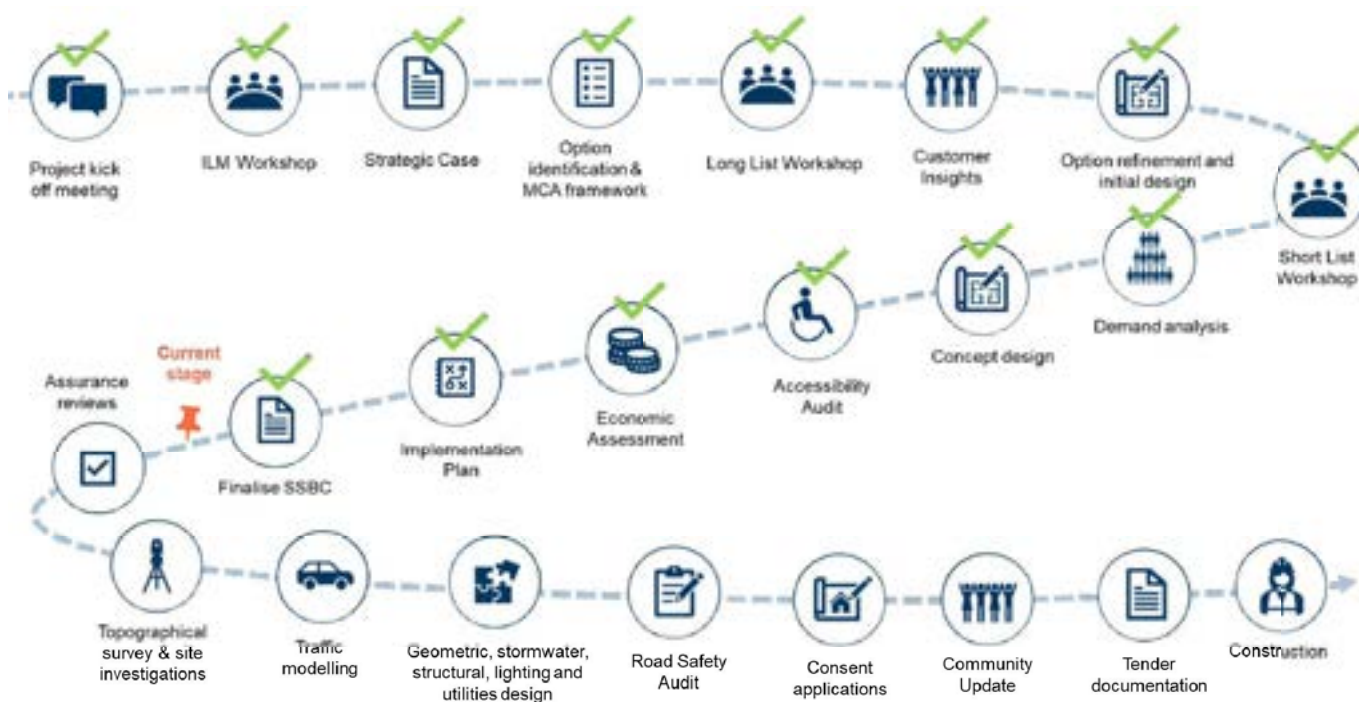 Project kick
off meeting
ILM Workshop
Strategic Case
Option
identification &
MCA framework
Long List Workshop
Customer
Insights
Option refinement and
initial design
Short List
Workshop
Demand analysis
Concept design
Accessibility
Audit
Economic
Assessment
Implementation
Plan
Finalise SSBC
Current
stage
Assurance
reviews
Topographical
survey & site
investigations
Traffic
modelling
Geometric, stormwater,
structural, lighting and
utilities design
Road Safety
Audit
Consent
applications
Community
Update
Tender
documentation
Construction